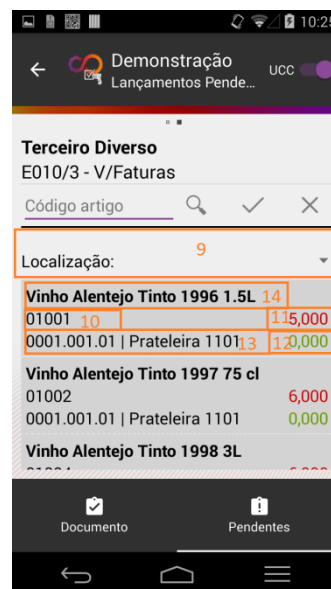 10:25
Demonstração
Lançamentos Pende...
UCC
Terceiro Diverso
E010/3 - V/Faturas
Código artigo
9
Localização:
Vinho Alentejo Tinto 1996 1.5L 14
01001 10 11 5,000
0001.001.01 | Prateleira 1101 13 12 0,000
Vinho Alentejo Tinto 1997 75 cl
01002 6,000
0001.001.01 | Prateleira 1101 0,000
Vinho Alentejo Tinto 1998 3L
Documento Pendentes